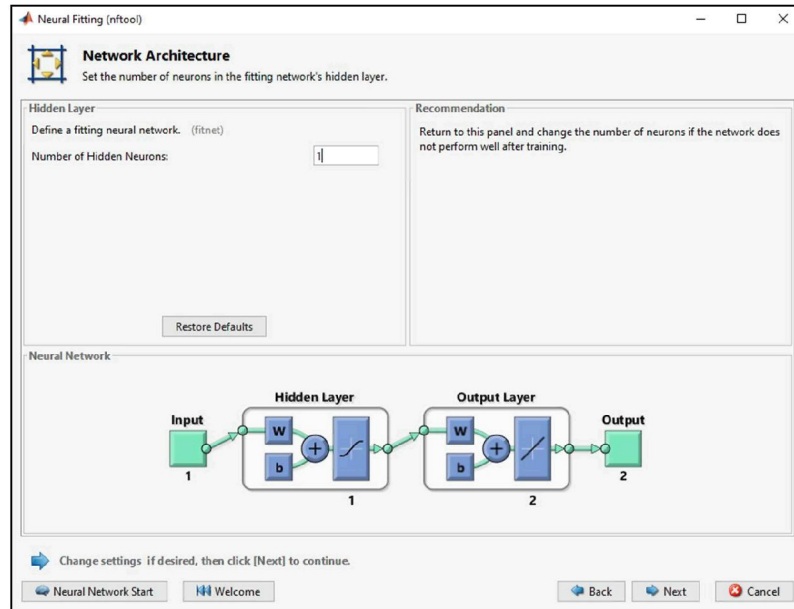 Neural Fitting (nftool)
Network Architecture
Set the number of neurons in the fitting network's hidden layer.
Hidden Layer
Define a fitting neural network. (fitnet)
Number of Hidden Neurons: 1
Restore Defaults
Recommendation
Return to this panel and change the number of neurons if the network does
not perform well after training.
Neural Network
Hidden Layer
Output Layer
Input
Output
W
b
+
W
b
+
1
1
2
2
Change settings if desired, then click [Next] to continue.
Neural Network Start
Welcome
Back
Next
Cancel